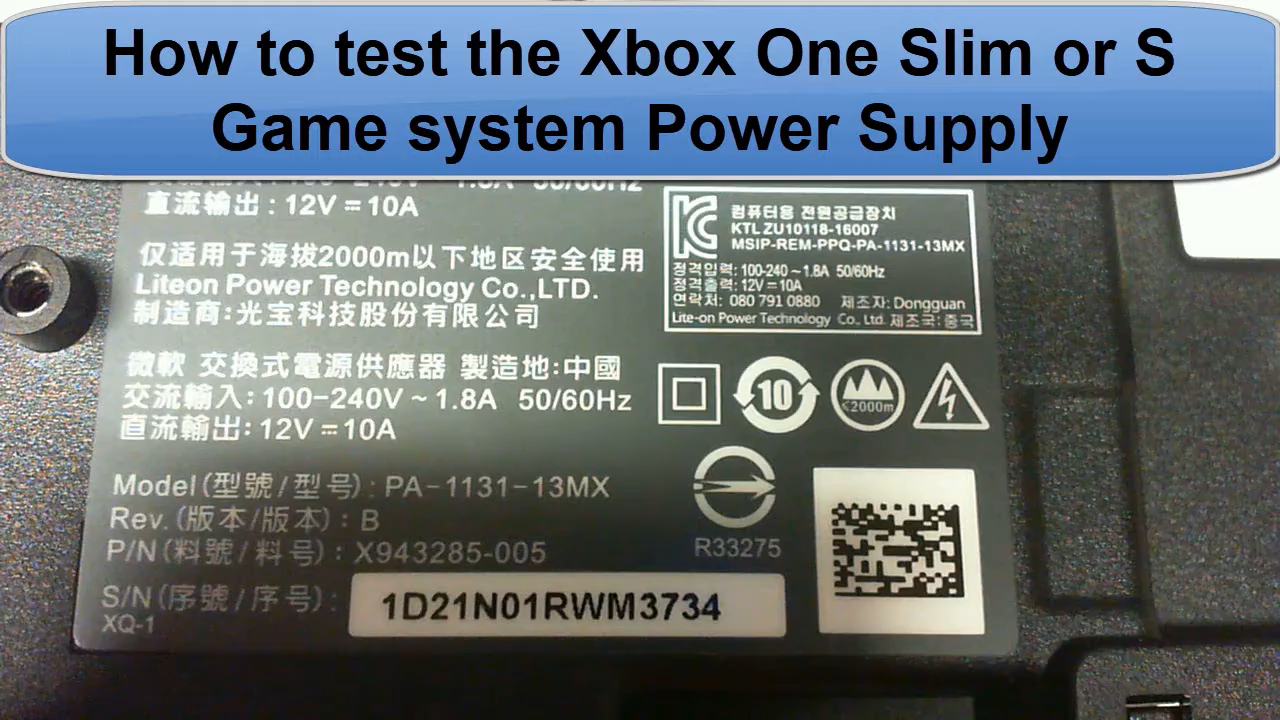 How to test the Xbox One Slim or S
Game system Power Supply
直流输出: 12V⎓10A
仅适用于海拔2000m以下地区安全使用
Liteon Power Technology Co.,LTD.
制造商:光宝科技股份有限公司
微軟 交換式電源供應器 製造地:中國
交流輸入: 100-240V ~ 1.8A 50/60Hz
直流輸出: 12V⎓10A
Model(型號/型号): PA-1131-13MX
Rev.(版本/版本): B
P/N(料號/料号): X943285-005
S/N(序號/序号): 1D21N01RWM3734
XQ-1
컴퓨터용 전원공급장치
KTL ZU10118-16007
MSIP-REM-PPQ-PA-1131-13MX
정격입력: 100-240 ~ 1.8A 50/60Hz
정격출력: 12V⎓10A
연락처: 080 791 0880 제조자: Dongguan
Lite-on Power Technology Co., Ltd. 제조국: 중국
10
≤2000m
R33275